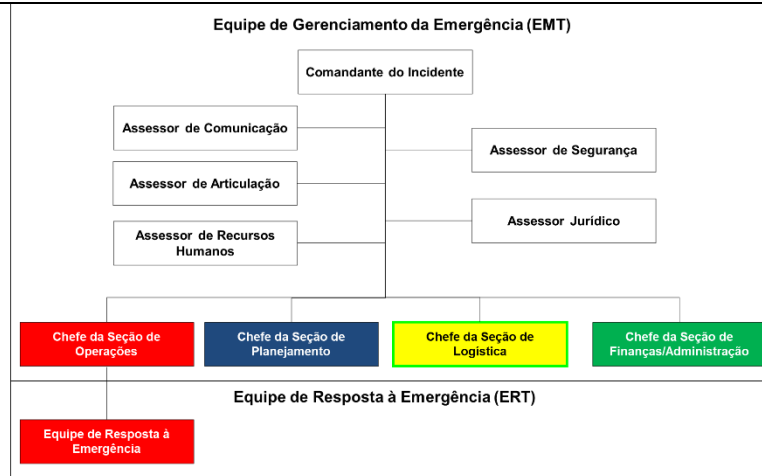 Equipe de Gerenciamento da Emergência (EMT)
Comandante do Incidente
Assessor de Comunicação
Assessor de Segurança
Assessor de Articulação
Assessor Jurídico
Assessor de Recursos
Humanos
Chefe da Seção de
Operações
Chefe da Seção de
Planejamento
Chefe da Seção de
Logística
Chefe da Seção de
Finanças/Administração
Equipe de Resposta à Emergência (ERT)
Equipe de Resposta à
Emergência